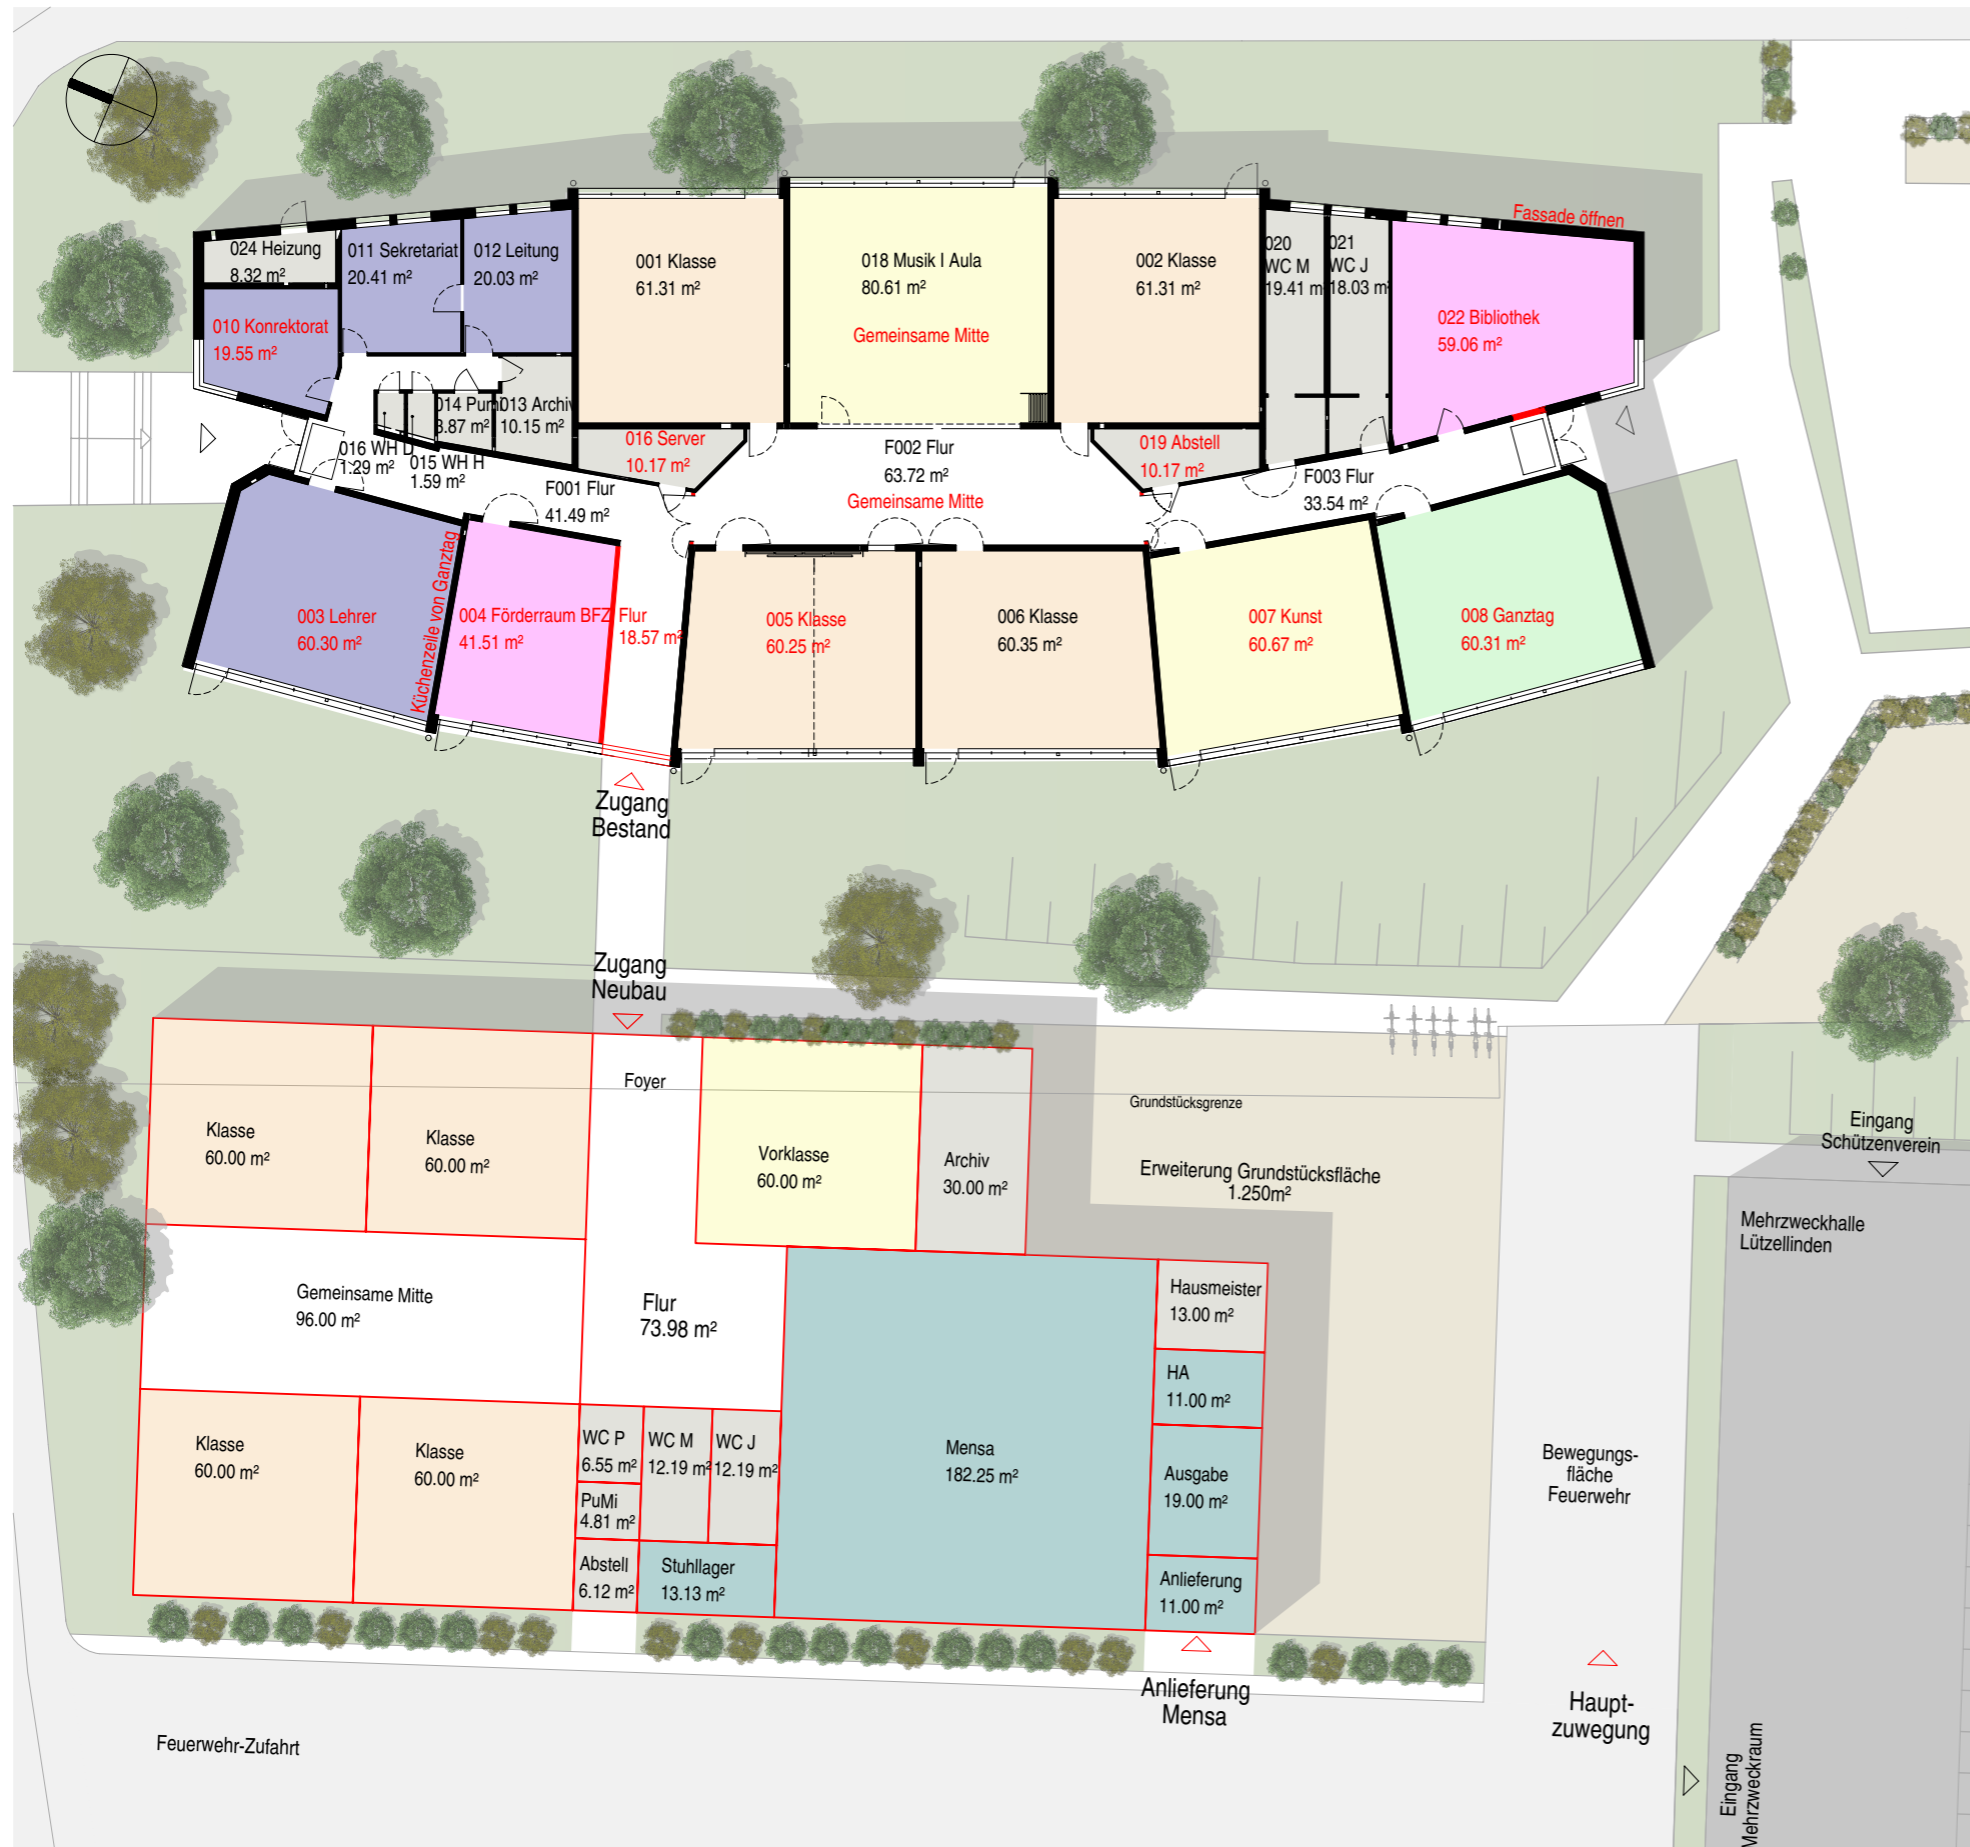 Fassade öffnen
024 Heizung
8.32 m²
011 Sekretariat
20.41 m²
012 Leitung
20.03 m²
001 Klasse
61.31 m²
018 Musik I Aula
80.61 m²
Gemeinsame Mitte
002 Klasse
61.31 m²
020
WC M
19.41 m
021
WC J
18.03 m²
022 Bibliothek
59.06 m²
010 Konrektorat
19.55 m²
014 Pum
3.87 m²
013 Archiv
10.15 m²
016 WH D
1.29 m²
015 WH H
1.59 m²
016 Server
10.17 m²
F002 Flur
63.72 m²
Gemeinsame Mitte
019 Abstell
10.17 m²
F001 Flur
41.49 m²
F003 Flur
33.54 m²
003 Lehrer
60.30 m²
Küchenzeile von Ganztag
004 Förderraum BFZ
41.51 m²
Flur
18.57 m²
005 Klasse
60.25 m²
006 Klasse
60.35 m²
007 Kunst
60.67 m²
008 Ganztag
60.31 m²
Zugang
Bestand
Zugang
Neubau
Foyer
Klasse
60.00 m²
Klasse
60.00 m²
Vorklasse
60.00 m²
Archiv
30.00 m²
Grundstücksgrenze
Erweiterung Grundstücksfläche
1.250m²
Eingang
Schützenverein
Mehrzweckhalle
Lützellinden
Gemeinsame Mitte
96.00 m²
Flur
73.98 m²
Hausmeister
13.00 m²
HA
11.00 m²
Klasse
60.00 m²
Klasse
60.00 m²
WC P
6.55 m²
WC M
12.19 m²
WC J
12.19 m²
PuMi
4.81 m²
Abstell
6.12 m²
Stuhllager
13.13 m²
Mensa
182.25 m²
Ausgabe
19.00 m²
Anlieferung
11.00 m²
Bewegungs-
fläche
Feuerwehr
Anlieferung
Mensa
Haupt-
zuwegung
Feuerwehr-Zufahrt
Eingang
Mehrzweckraum